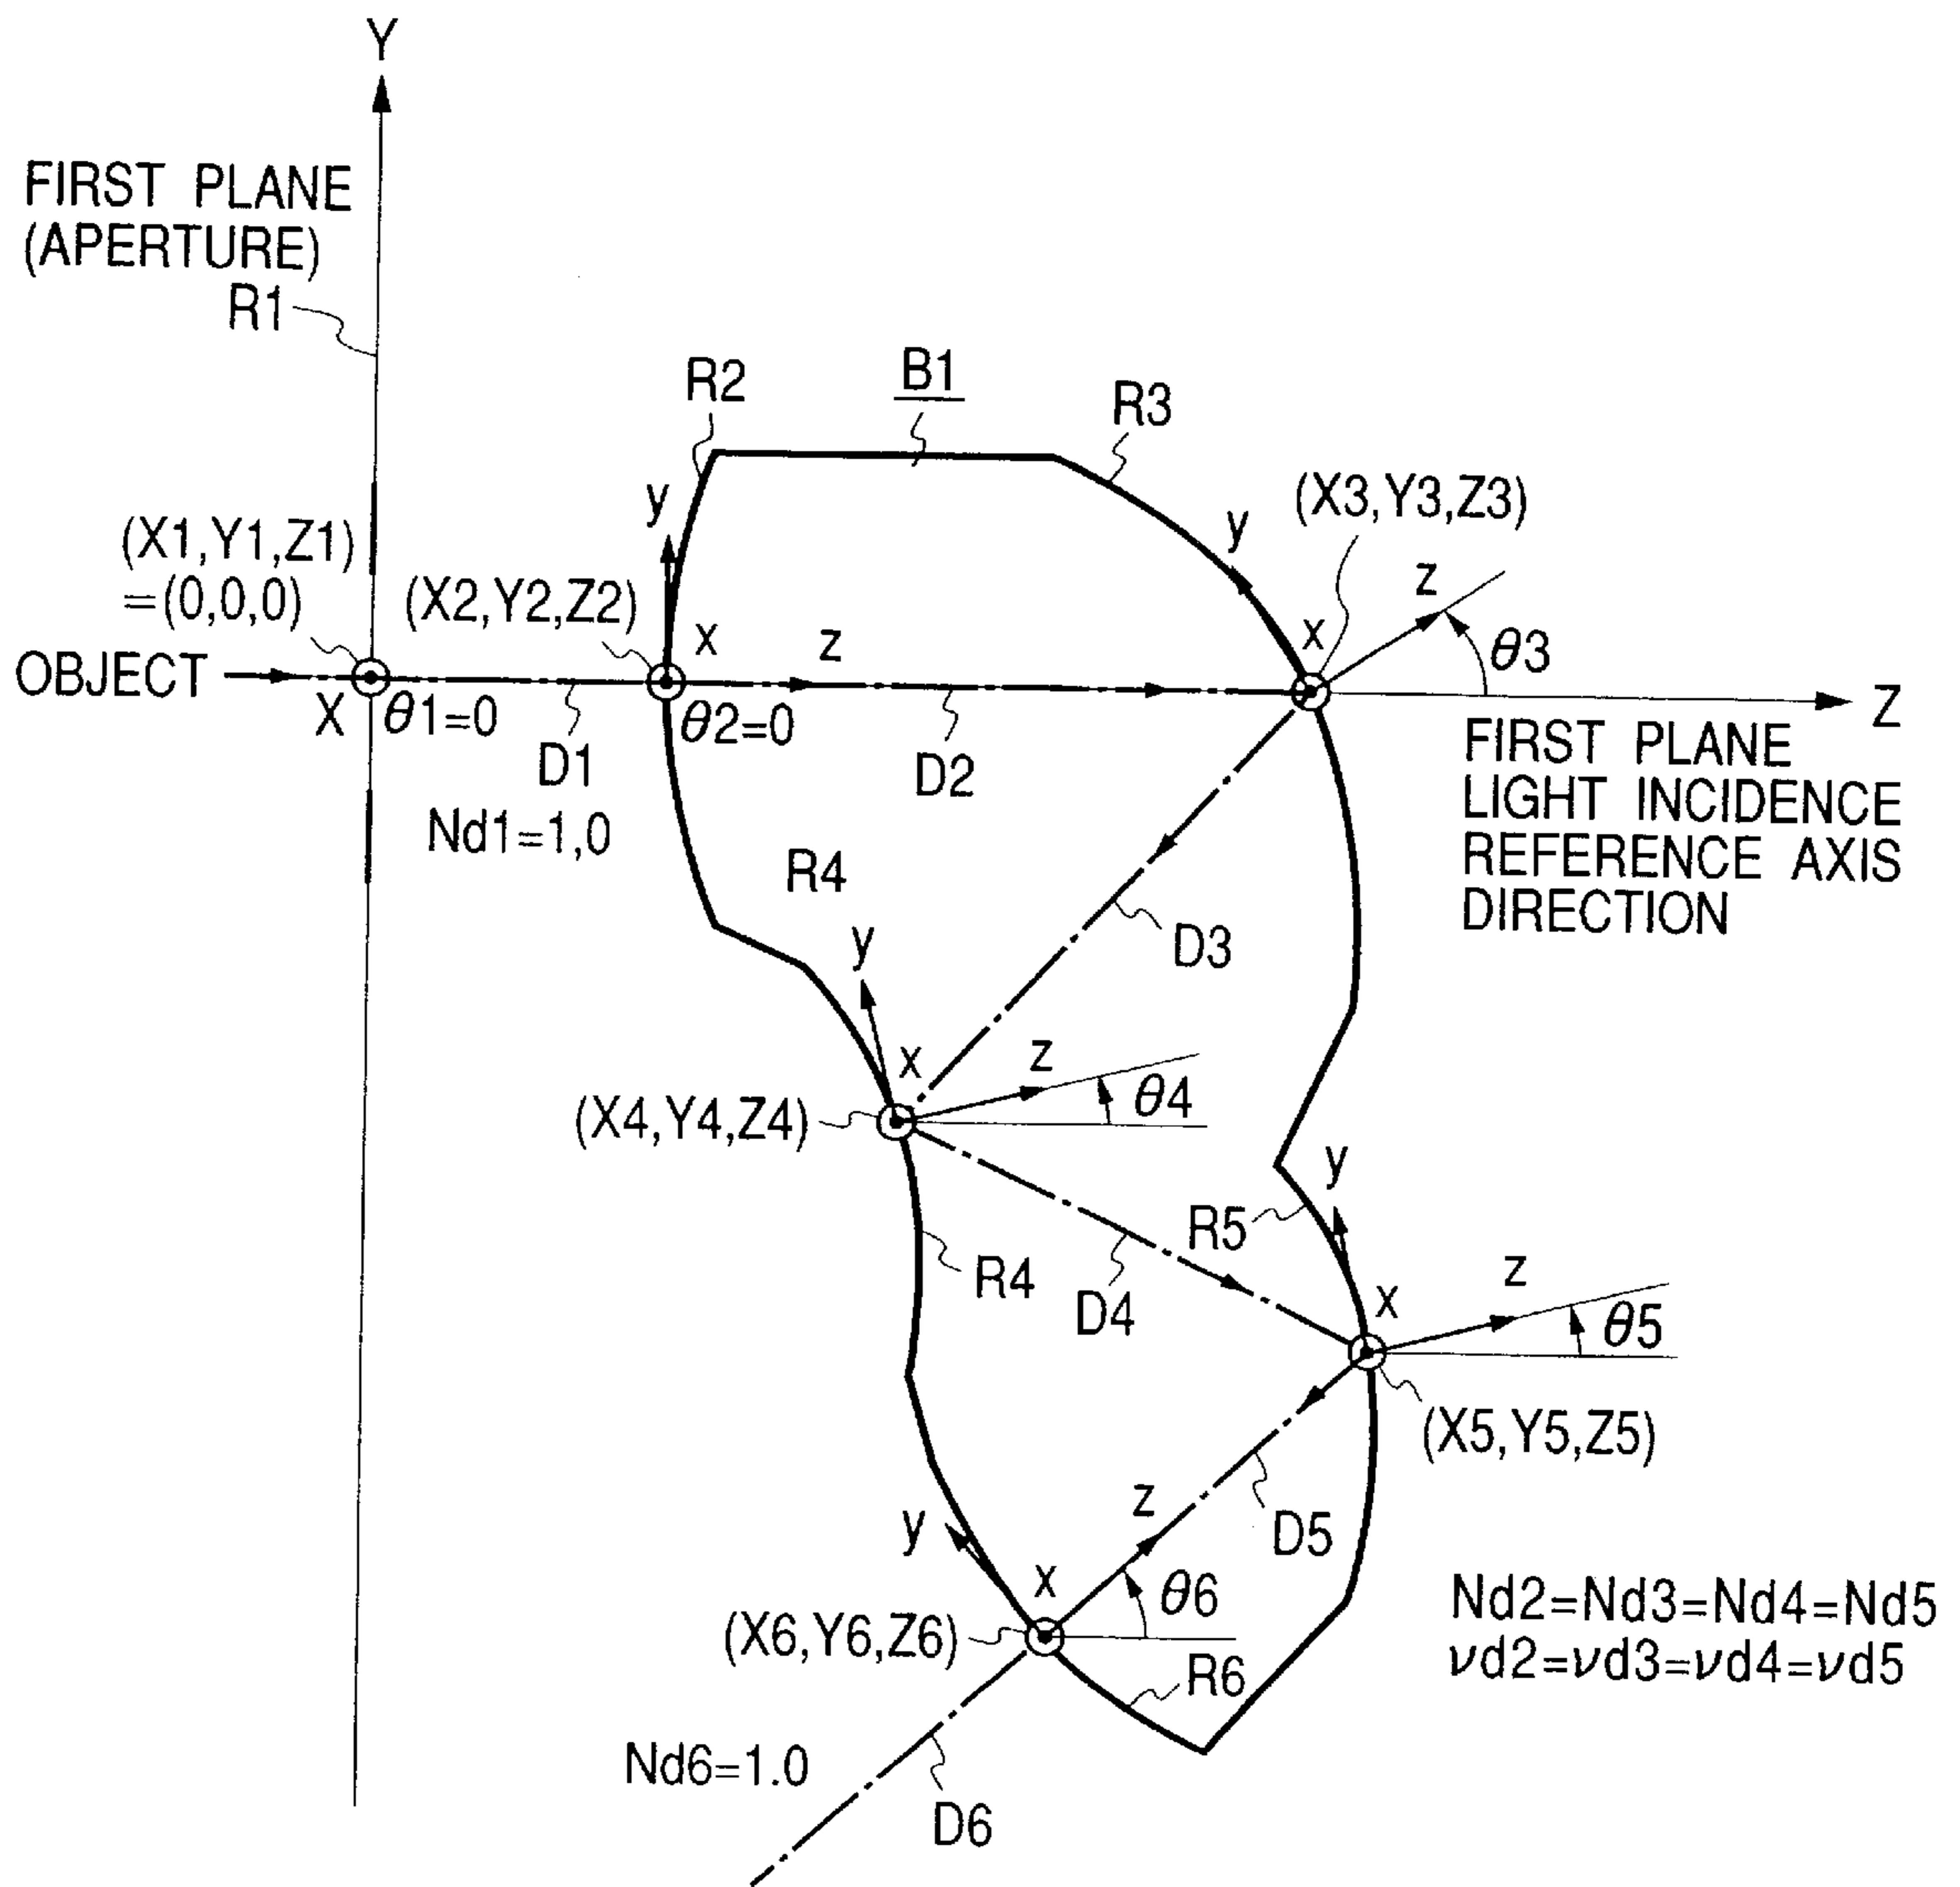 Y
FIRST PLANE
(APERTURE)
R1
R2
B1
R3
(X3,Y3,Z3)
y
y
z
(X1,Y1,Z1)
=(0,0,0)
(X2,Y2,Z2)
x
z
x
θ3
OBJECT
X
θ1=0
θ2=0
Z
D1
D2
FIRST PLANE
LIGHT INCIDENCE
REFERENCE AXIS
DIRECTION
Nd1=1,0
R4
y
D3
x
z
θ4
(X4,Y4,Z4)
y
R5
R4
D4
x
z
θ5
(X5,Y5,Z5)
z
D5
y
x
θ6
(X6,Y6,Z6)
R6
Nd2=Nd3=Nd4=Nd5
νd2=νd3=νd4=νd5
Nd6=1.0
D6